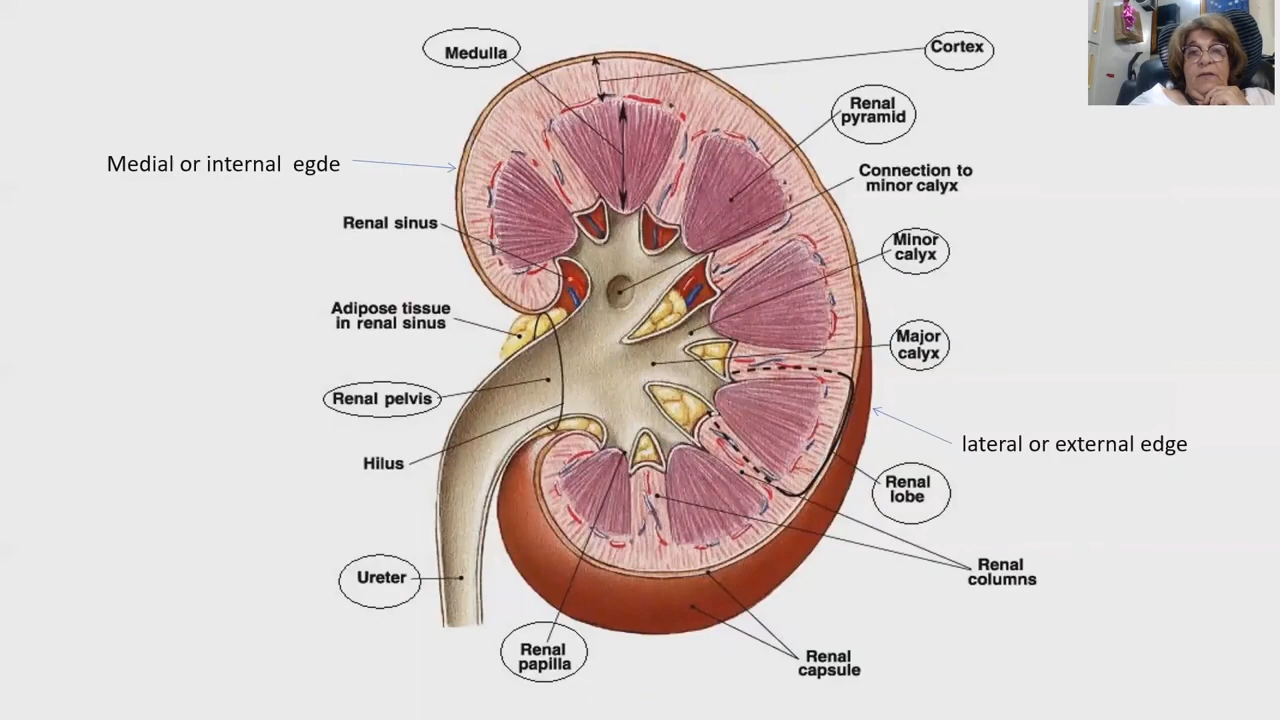 Medulla
Cortex
Renal
pyramid
Medial or internal egde
Connection to
minor calyx
Renal sinus
Minor
calyx
Adipose tissue
in renal sinus
Major
calyx
Renal pelvis
lateral or external edge
Hilus
Renal
lobe
Ureter
Renal
columns
Renal
papilla
Renal
capsule